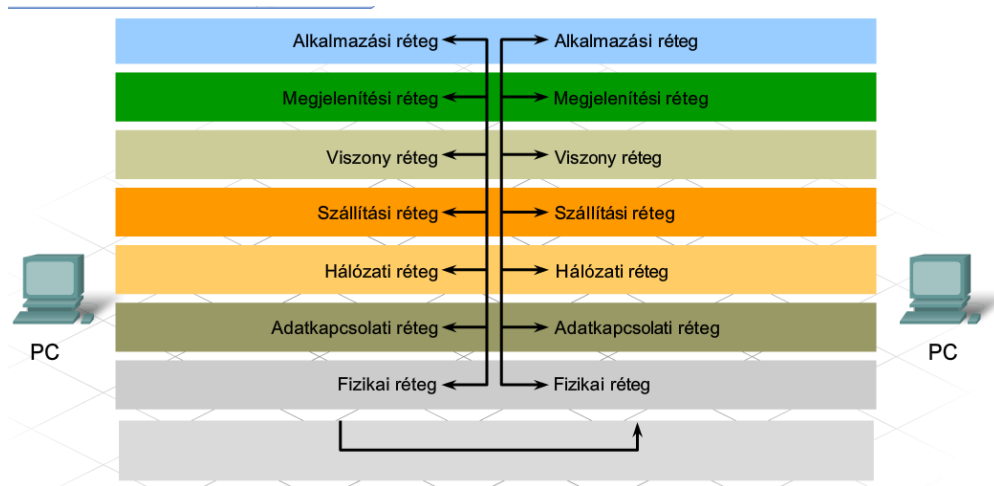 Alkalmazási réteg Alkalmazási réteg
Megjelenítési réteg Megjelenítési réteg
Viszony réteg Viszony réteg
Szállítási réteg Szállítási réteg
Hálózati réteg Hálózati réteg
Adatkapcsolati réteg Adatkapcsolati réteg
PC PC
Fizikai réteg Fizikai réteg